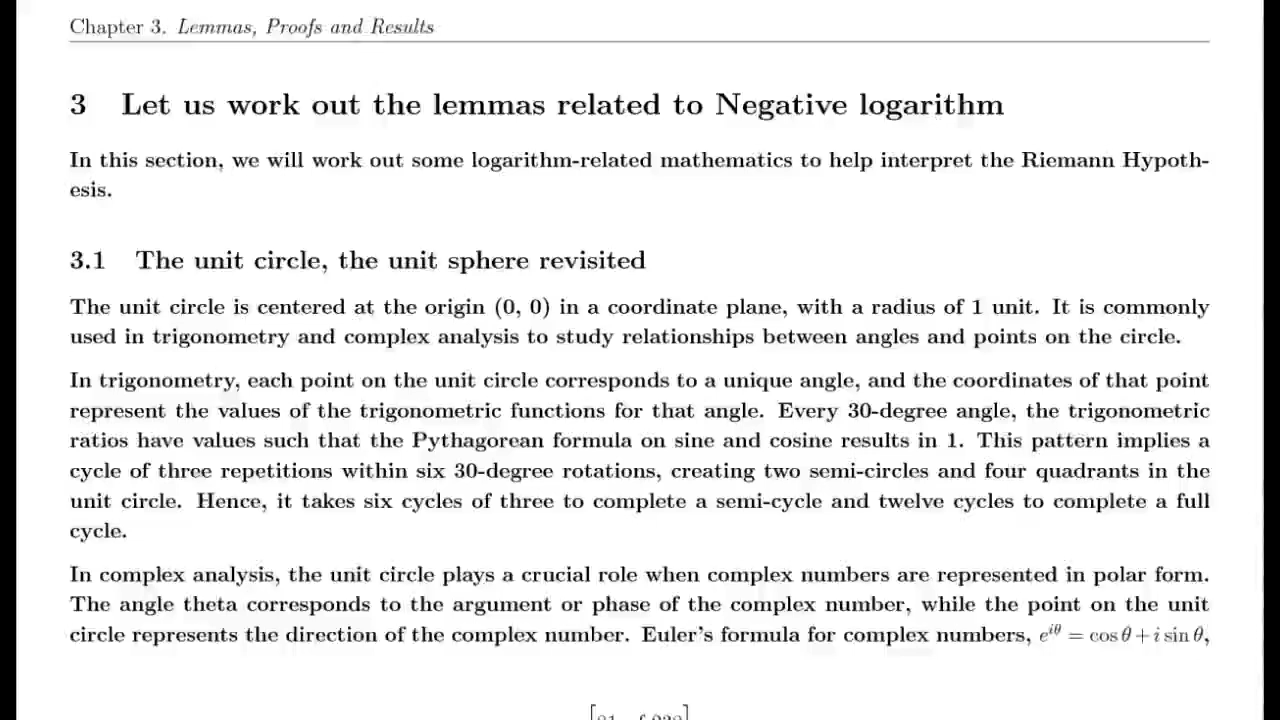 Chapter 3. Lemmas, Proofs and Results
3 Let us work out the lemmas related to Negative logarithm
In this section, we will work out some logarithm-related mathematics to help interpret the Riemann Hypoth-
esis.
3.1 The unit circle, the unit sphere revisited
The unit circle is centered at the origin (0, 0) in a coordinate plane, with a radius of 1 unit. It is commonly
used in trigonometry and complex analysis to study relationships between angles and points on the circle.
In trigonometry, each point on the unit circle corresponds to a unique angle, and the coordinates of that point
represent the values of the trigonometric functions for that angle. Every 30-degree angle, the trigonometric
ratios have values such that the Pythagorean formula on sine and cosine results in 1. This pattern implies a
cycle of three repetitions within six 30-degree rotations, creating two semi-circles and four quadrants in the
unit circle. Hence, it takes six cycles of three to complete a semi-cycle and twelve cycles to complete a full
cycle.
In complex analysis, the unit circle plays a crucial role when complex numbers are represented in polar form.
The angle theta corresponds to the argument or phase of the complex number, while the point on the unit
circle represents the direction of the complex number. Euler's formula for complex numbers, e^{iθ} = cos θ + i sin θ,